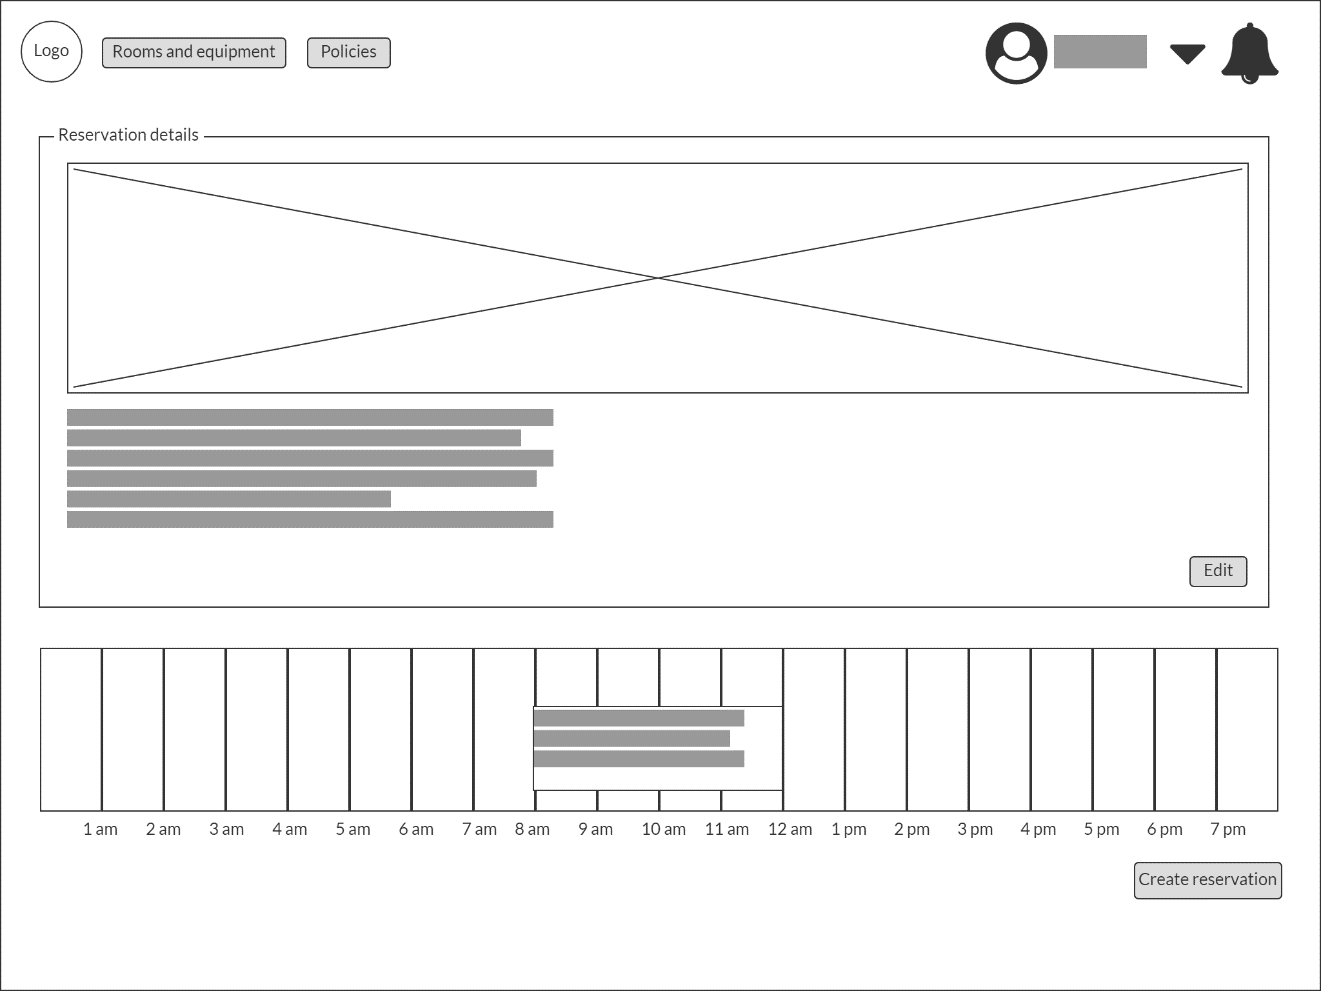 Logo
Rooms and equipment
Policies
Reservation details
Edit
1 am 2 am 3 am 4 am 5 am 6 am 7 am 8 am 9 am 10 am 11 am 12 am 1 pm 2 pm 3 pm 4 pm 5 pm 6 pm 7 pm
Create reservation